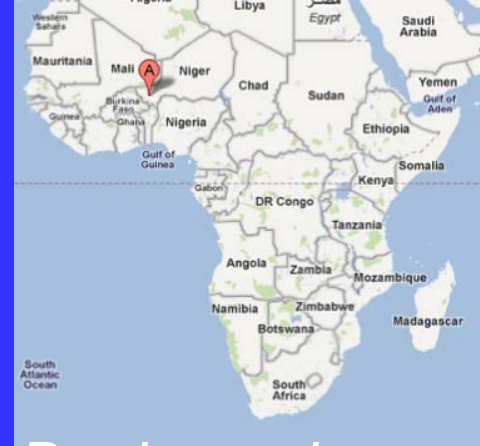 Libya
Egypt
Western
Sahara
Saudi
Arabia
Mauritania
Mali
A
Niger
Chad
Sudan
Yemen
Gulf of
Aden
Burkina
Faso
Guinea
Ghana
Nigeria
Ethiopia
Gulf of
Guinea
Somalia
Gabon
Kenya
DR Congo
Tanzania
Angola
Zambia
Mozambique
Namibia
Zimbabwe
Madagascar
Botswana
South
Atlantic
Ocean
South
Africa